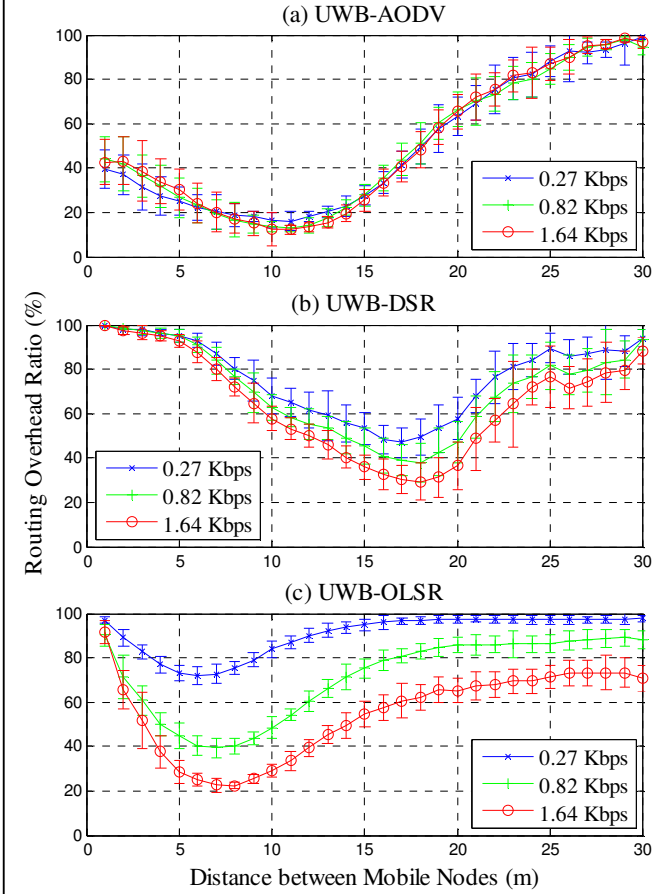 (a) UWB-AODV
100
80
60
40
20
0
0.27 Kbps
0.82 Kbps
1.64 Kbps
0 5 10 15 20 25 30
(b) UWB-DSR
100
80
60
40
20
0
0.27 Kbps
0.82 Kbps
1.64 Kbps
0 5 10 15 20 25 30
(c) UWB-OLSR
100
80
60
40
20
0
0.27 Kbps
0.82 Kbps
1.64 Kbps
0 5 10 15 20 25 30
Routing Overhead Ratio (%)
Distance between Mobile Nodes (m)